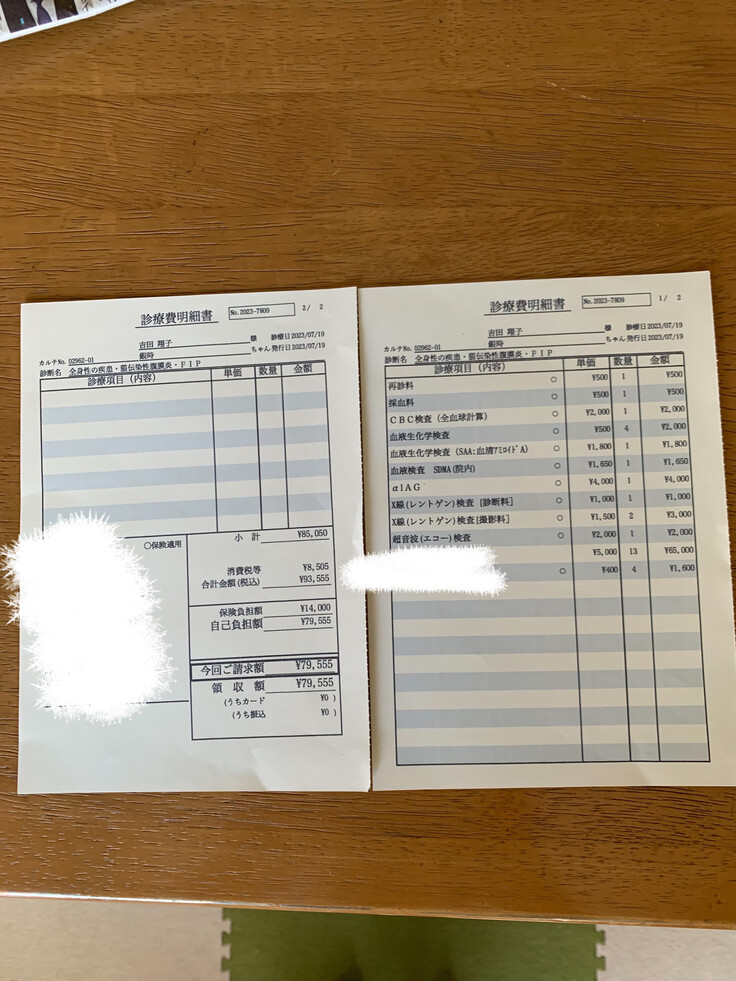 診療費明細書
No.2023-7809
2/ 2
吉田 翔子 様 診療日2023/07/19
カルテNo. 02962-01 銀時 ちゃん 発行日2023/07/19
診断名 全身性の疾患・猫伝染性腹膜炎・FIP
診療項目（内容） 単価 数量 金額
小 計 ¥85,050
○保険適用
消費税等 ¥8,505
合計金額(税込) ¥93,555
保険負担額 ¥14,000
自己負担額 ¥79,555
今回ご請求額 ¥79,555
領 収 額 ¥79,555
(うちカード ¥0 )
(うち振込 ¥0 )
診療費明細書
No.2023-7809
1/ 2
吉田 翔子 様 診療日2023/07/19
カルテNo. 02962-01 銀時 ちゃん 発行日2023/07/19
診断名 全身性の疾患・猫伝染性腹膜炎・FIP
診療項目（内容） 単価 数量 金額
再診料 ○ ¥500 1 ¥500
採血料 ○ ¥500 1 ¥500
CBC検査（全血球計算） ○ ¥2,000 1 ¥2,000
血液生化学検査 ○ ¥500 4 ¥2,000
血液生化学検査（SAA:血清ｱﾐﾛｲﾄﾞA） ○ ¥1,800 1 ¥1,800
血液検査 SDMA(院内) ○ ¥1,650 1 ¥1,650
α1AG ○ ¥4,000 1 ¥4,000
X線(レントゲン)検査 [診断料] ○ ¥1,000 1 ¥1,000
X線(レントゲン)検査[撮影料] ○ ¥1,500 2 ¥3,000
超音波(エコー)検査 ○ ¥2,000 1 ¥2,000
¥5,000 13 ¥65,000
○ ¥400 4 ¥1,600